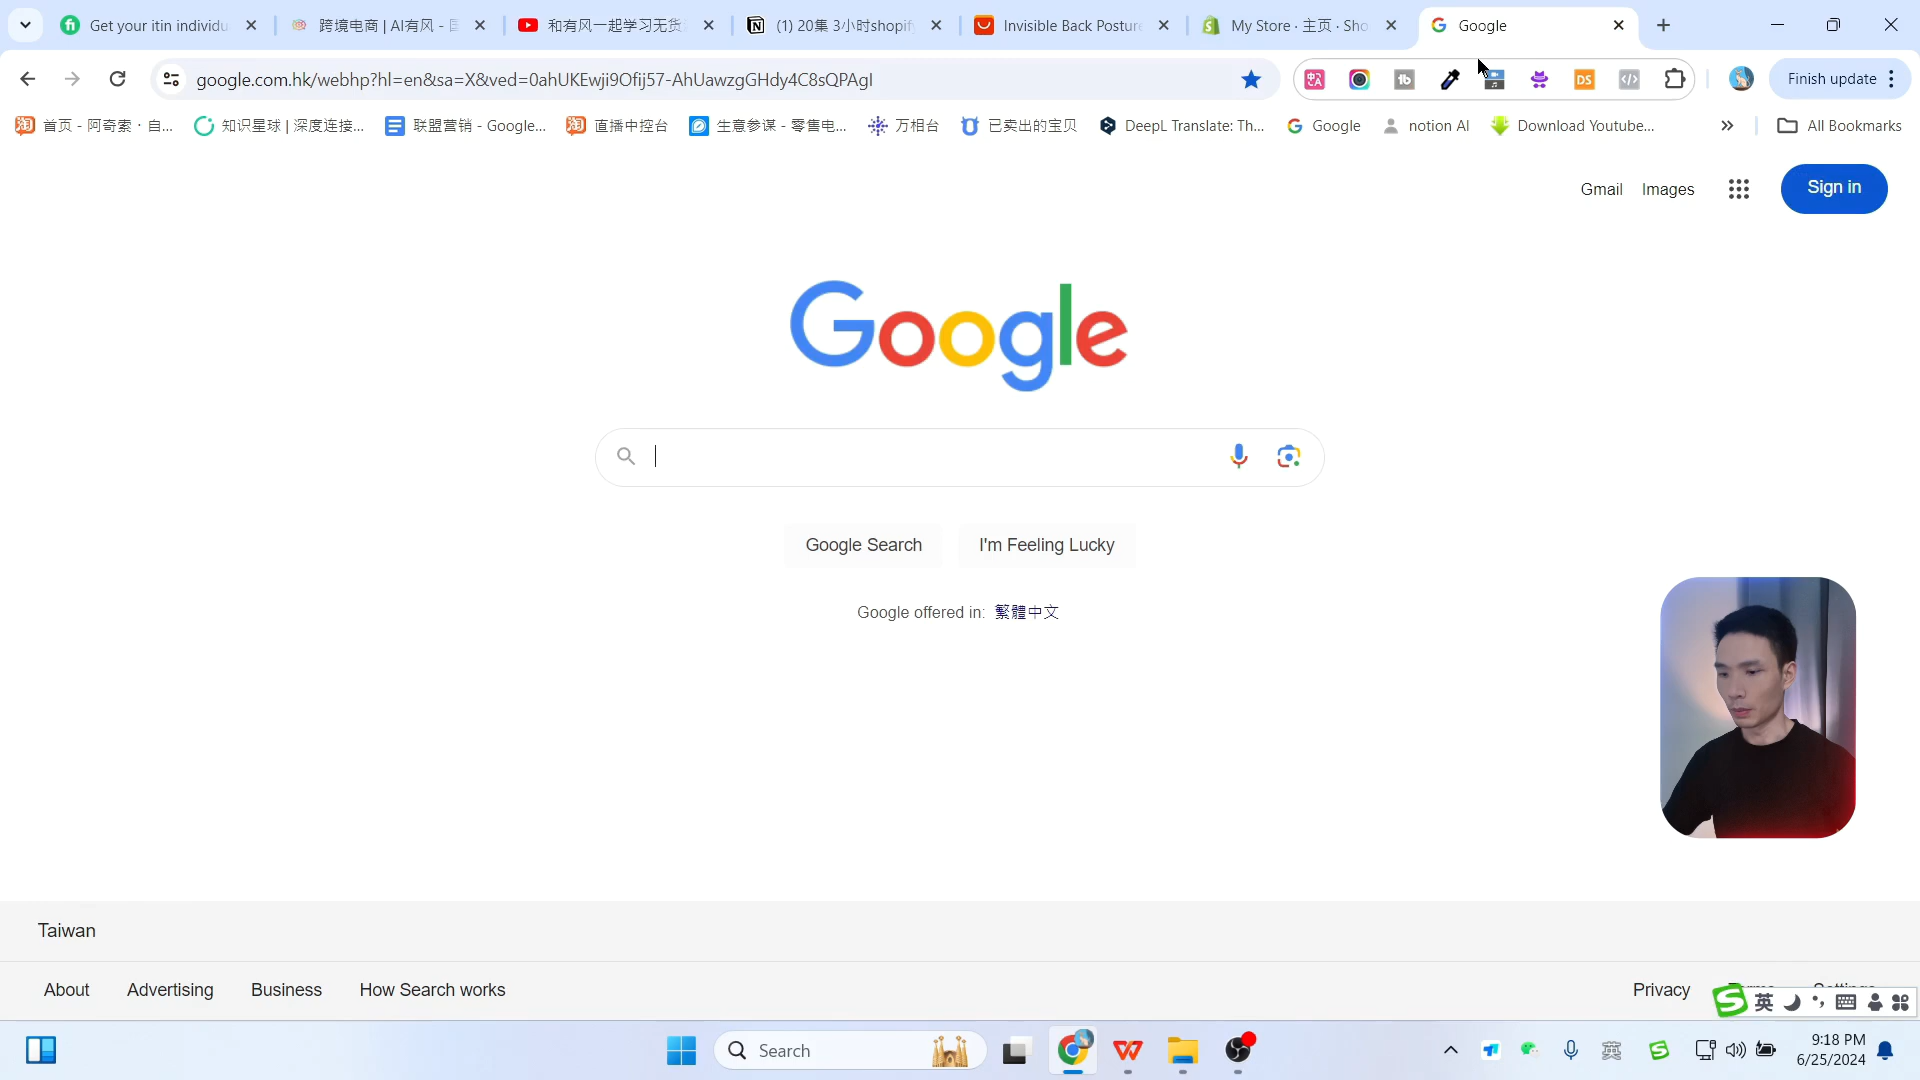 Get your itin individu
跨境电商 | AI有风 - 国
和有风一起学习无货
(1) 20集 3小时shopif
Invisible Back Posture
My Store · 主页 · Sho
Google
google.com.hk/webhp?hl=en&sa=X&ved=0ahUKEwji9Ofij57-AhUawzgGHdy4C8sQPAgI
Finish update
首页 - 阿奇索 · 自...
知识星球 | 深度连接...
联盟营销 - Google...
直播中控台
生意参谋 - 零售电...
万相台
已卖出的宝贝
DeepL Translate: Th...
Google
notion AI
Download Youtube...
All Bookmarks
Gmail
Images
Sign in
Google
Google Search
I'm Feeling Lucky
Google offered in: 繁體中文
Taiwan
About
Advertising
Business
How Search works
Privacy
英
Search
英
9:18 PM
6/25/2024